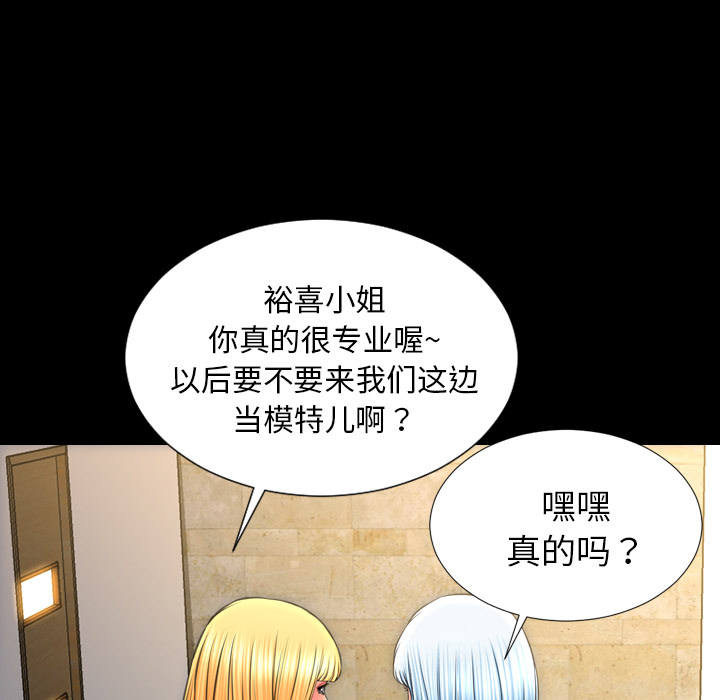 裕喜小姐
你真的很专业喔~
以后要不要来我们这边
当模特儿啊？
嘿嘿
真的吗？